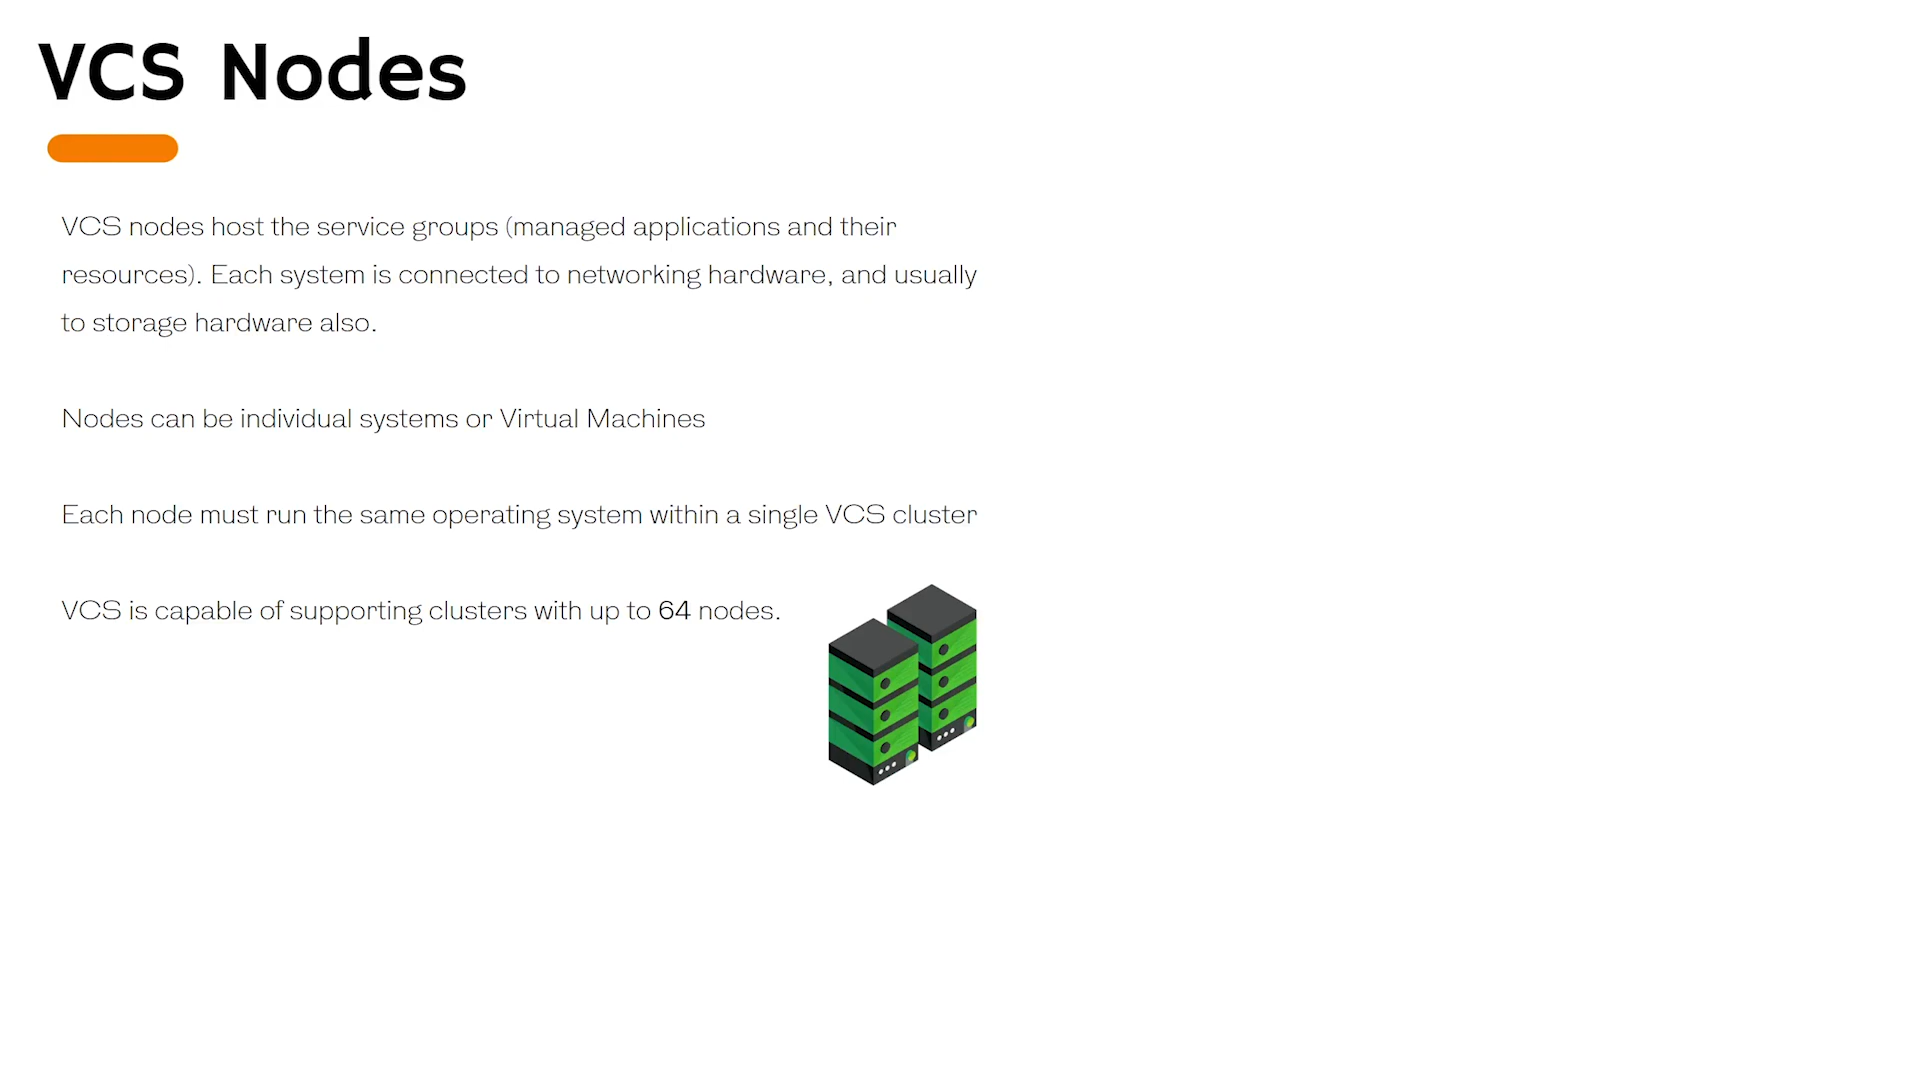 VCS Nodes
VCS nodes host the service groups (managed applications and their
resources). Each system is connected to networking hardware, and usually
to storage hardware also.
Nodes can be individual systems or Virtual Machines
Each node must run the same operating system within a single VCS cluster
VCS is capable of supporting clusters with up to 64 nodes.